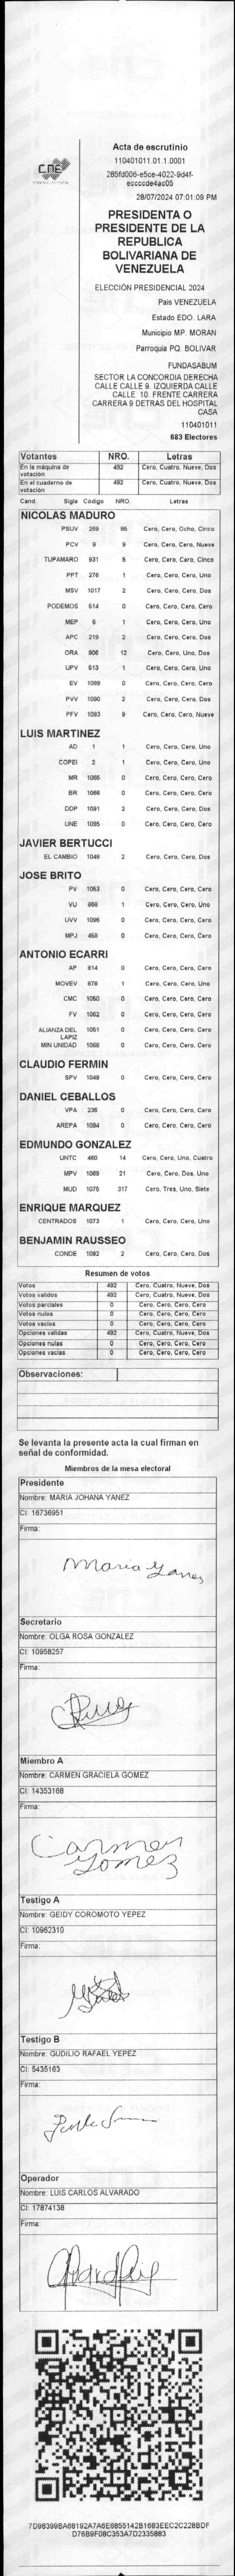 CNE
Acta de escrutinio
110401011.01.1.0001
285fd006-e5ce-4022-9d4f-
eccccde4ac05
28/07/2024 07:01:09 PM
PRESIDENTA O
PRESIDENTE DE LA
REPUBLICA
BOLIVARIANA DE
VENEZUELA
ELECCIÓN PRESIDENCIAL 2024
Pais VENEZUELA
Estado EDO. LARA
Municipio MP. MORAN
Parroquia PQ. BOLIVAR
FUNDASABUM
SECTOR LA CONCORDIA DERECHA
CALLE CALLE 9. IZQUIERDA CALLE
CALLE 10. FRENTE CARRERA
CARRERA 9 DETRAS DEL HOSPITAL
CASA
110401011
683 Electores
Votantes NRO. Letras
En la máquina de votación 492 Cero, Cuatro, Nueve, Dos
En el cuaderno de votación 492 Cero, Cuatro, Nueve, Dos
Cand. Sigla Código NRO. Letras
NICOLAS MADURO
PSUV 269 85 Cero, Cero, Ocho, Cinco
PCV 9 9 Cero, Cero, Cero, Nueve
TUPAMARO 931 5 Cero, Cero, Cero, Cinco
PPT 276 1 Cero, Cero, Cero, Uno
MSV 1017 2 Cero, Cero, Cero, Dos
PODEMOS 514 0 Cero, Cero, Cero, Cero
MEP 6 1 Cero, Cero, Cero, Uno
APC 219 2 Cero, Cero, Cero, Dos
ORA 906 12 Cero, Cero, Uno, Dos
UPV 513 1 Cero, Cero, Cero, Uno
EV 1089 0 Cero, Cero, Cero, Cero
PVV 1090 2 Cero, Cero, Cero, Dos
PFV 1093 9 Cero, Cero, Cero, Nueve
LUIS MARTINEZ
AD 1 1 Cero, Cero, Cero, Uno
COPEI 2 1 Cero, Cero, Cero, Uno
MR 1065 0 Cero, Cero, Cero, Cero
BR 1066 0 Cero, Cero, Cero, Cero
DDP 1091 2 Cero, Cero, Cero, Dos
UNE 1095 0 Cero, Cero, Cero, Cero
JAVIER BERTUCCI
EL CAMBIO 1048 2 Cero, Cero, Cero, Dos
JOSE BRITO
PV 1053 0 Cero, Cero, Cero, Cero
VU 868 1 Cero, Cero, Cero, Uno
UVV 1096 0 Cero, Cero, Cero, Cero
MPJ 458 0 Cero, Cero, Cero, Cero
ANTONIO ECARRI
AP 814 0 Cero, Cero, Cero, Cero
MOVEV 878 1 Cero, Cero, Cero, Uno
CMC 1050 0 Cero, Cero, Cero, Cero
FV 1052 0 Cero, Cero, Cero, Cero
ALIANZA DEL LAPIZ 1051 0 Cero, Cero, Cero, Cero
MIN UNIDAD 1069 0 Cero, Cero, Cero, Cero
CLAUDIO FERMIN
SPV 1049 0 Cero, Cero, Cero, Cero
DANIEL CEBALLOS
VPA 236 0 Cero, Cero, Cero, Cero
AREPA 1094 0 Cero, Cero, Cero, Cero
EDMUNDO GONZALEZ
UNTC 460 14 Cero, Cero, Uno, Cuatro
MPV 1069 21 Cero, Cero, Dos, Uno
MUD 1075 317 Cero, Tres, Uno, Siete
ENRIQUE MARQUEZ
CENTRADOS 1073 1 Cero, Cero, Cero, Uno
BENJAMIN RAUSSEO
CONDE 1092 2 Cero, Cero, Cero, Dos
Resumen de votos
Votos 492 Cero, Cuatro, Nueve, Dos
Votos validos 492 Cero, Cuatro, Nueve, Dos
Votos parciales 0 Cero, Cero, Cero, Cero
Votos nulos 0 Cero, Cero, Cero, Cero
Votos vacios 0 Cero, Cero, Cero, Cero
Opciones validas 492 Cero, Cuatro, Nueve, Dos
Opciones nulas 0 Cero, Cero, Cero, Cero
Opciones vacias 0 Cero, Cero, Cero, Cero
Observaciones:
Se levanta la presente acta la cual firman en
señal de conformidad.
Miembros de la mesa electoral
Presidente
Nombre: MARIA JOHANA YANEZ
CI: 16736951
Firma:
Maria Yanez
Secretario
Nombre: OLGA ROSA GONZALEZ
CI: 10958257
Firma:
Miembro A
Nombre: CARMEN GRACIELA GOMEZ
CI: 14353168
Firma:
Carmen
Gomez
Testigo A
Nombre: GEIDY COROMOTO YEPEZ
CI: 10962310
Firma:
Testigo B
Nombre: GUDILIO RAFAEL YEPEZ
CI: 5435163
Firma:
Operador
Nombre: LUIS CARLOS ALVARADO
CI: 17874138
Firma:
7D98399BA68192A7A6E6855142B1683EEC2C228BDF
D76B9F08C353A7D2335883